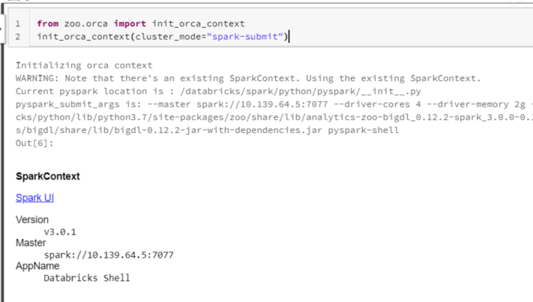 1 from zoo.orca import init_orca_context
2 init_orca_context(cluster_mode="spark-submit")
Initializing orca context
WARNING: Note that there's an existing SparkContext. Using the existing SparkContext.
Current pyspark location is : /databricks/spark/python/pyspark/__init__.py
pyspark_submit_args is: --master spark://10.139.64.5:7077 --driver-cores 4 --driver-memory 2g -
cks/python/lib/python3.7/site-packages/zoo/share/lib/analytics-zoo-bigdl_0.12.2-spark_3.0.0-0.
s/bigdl/share/lib/bigdl-0.12.2-jar-with-dependencies.jar pyspark-shell
Out[6]:
SparkContext
Spark UI
Version
v3.0.1
Master
spark://10.139.64.5:7077
AppName
Databricks Shell